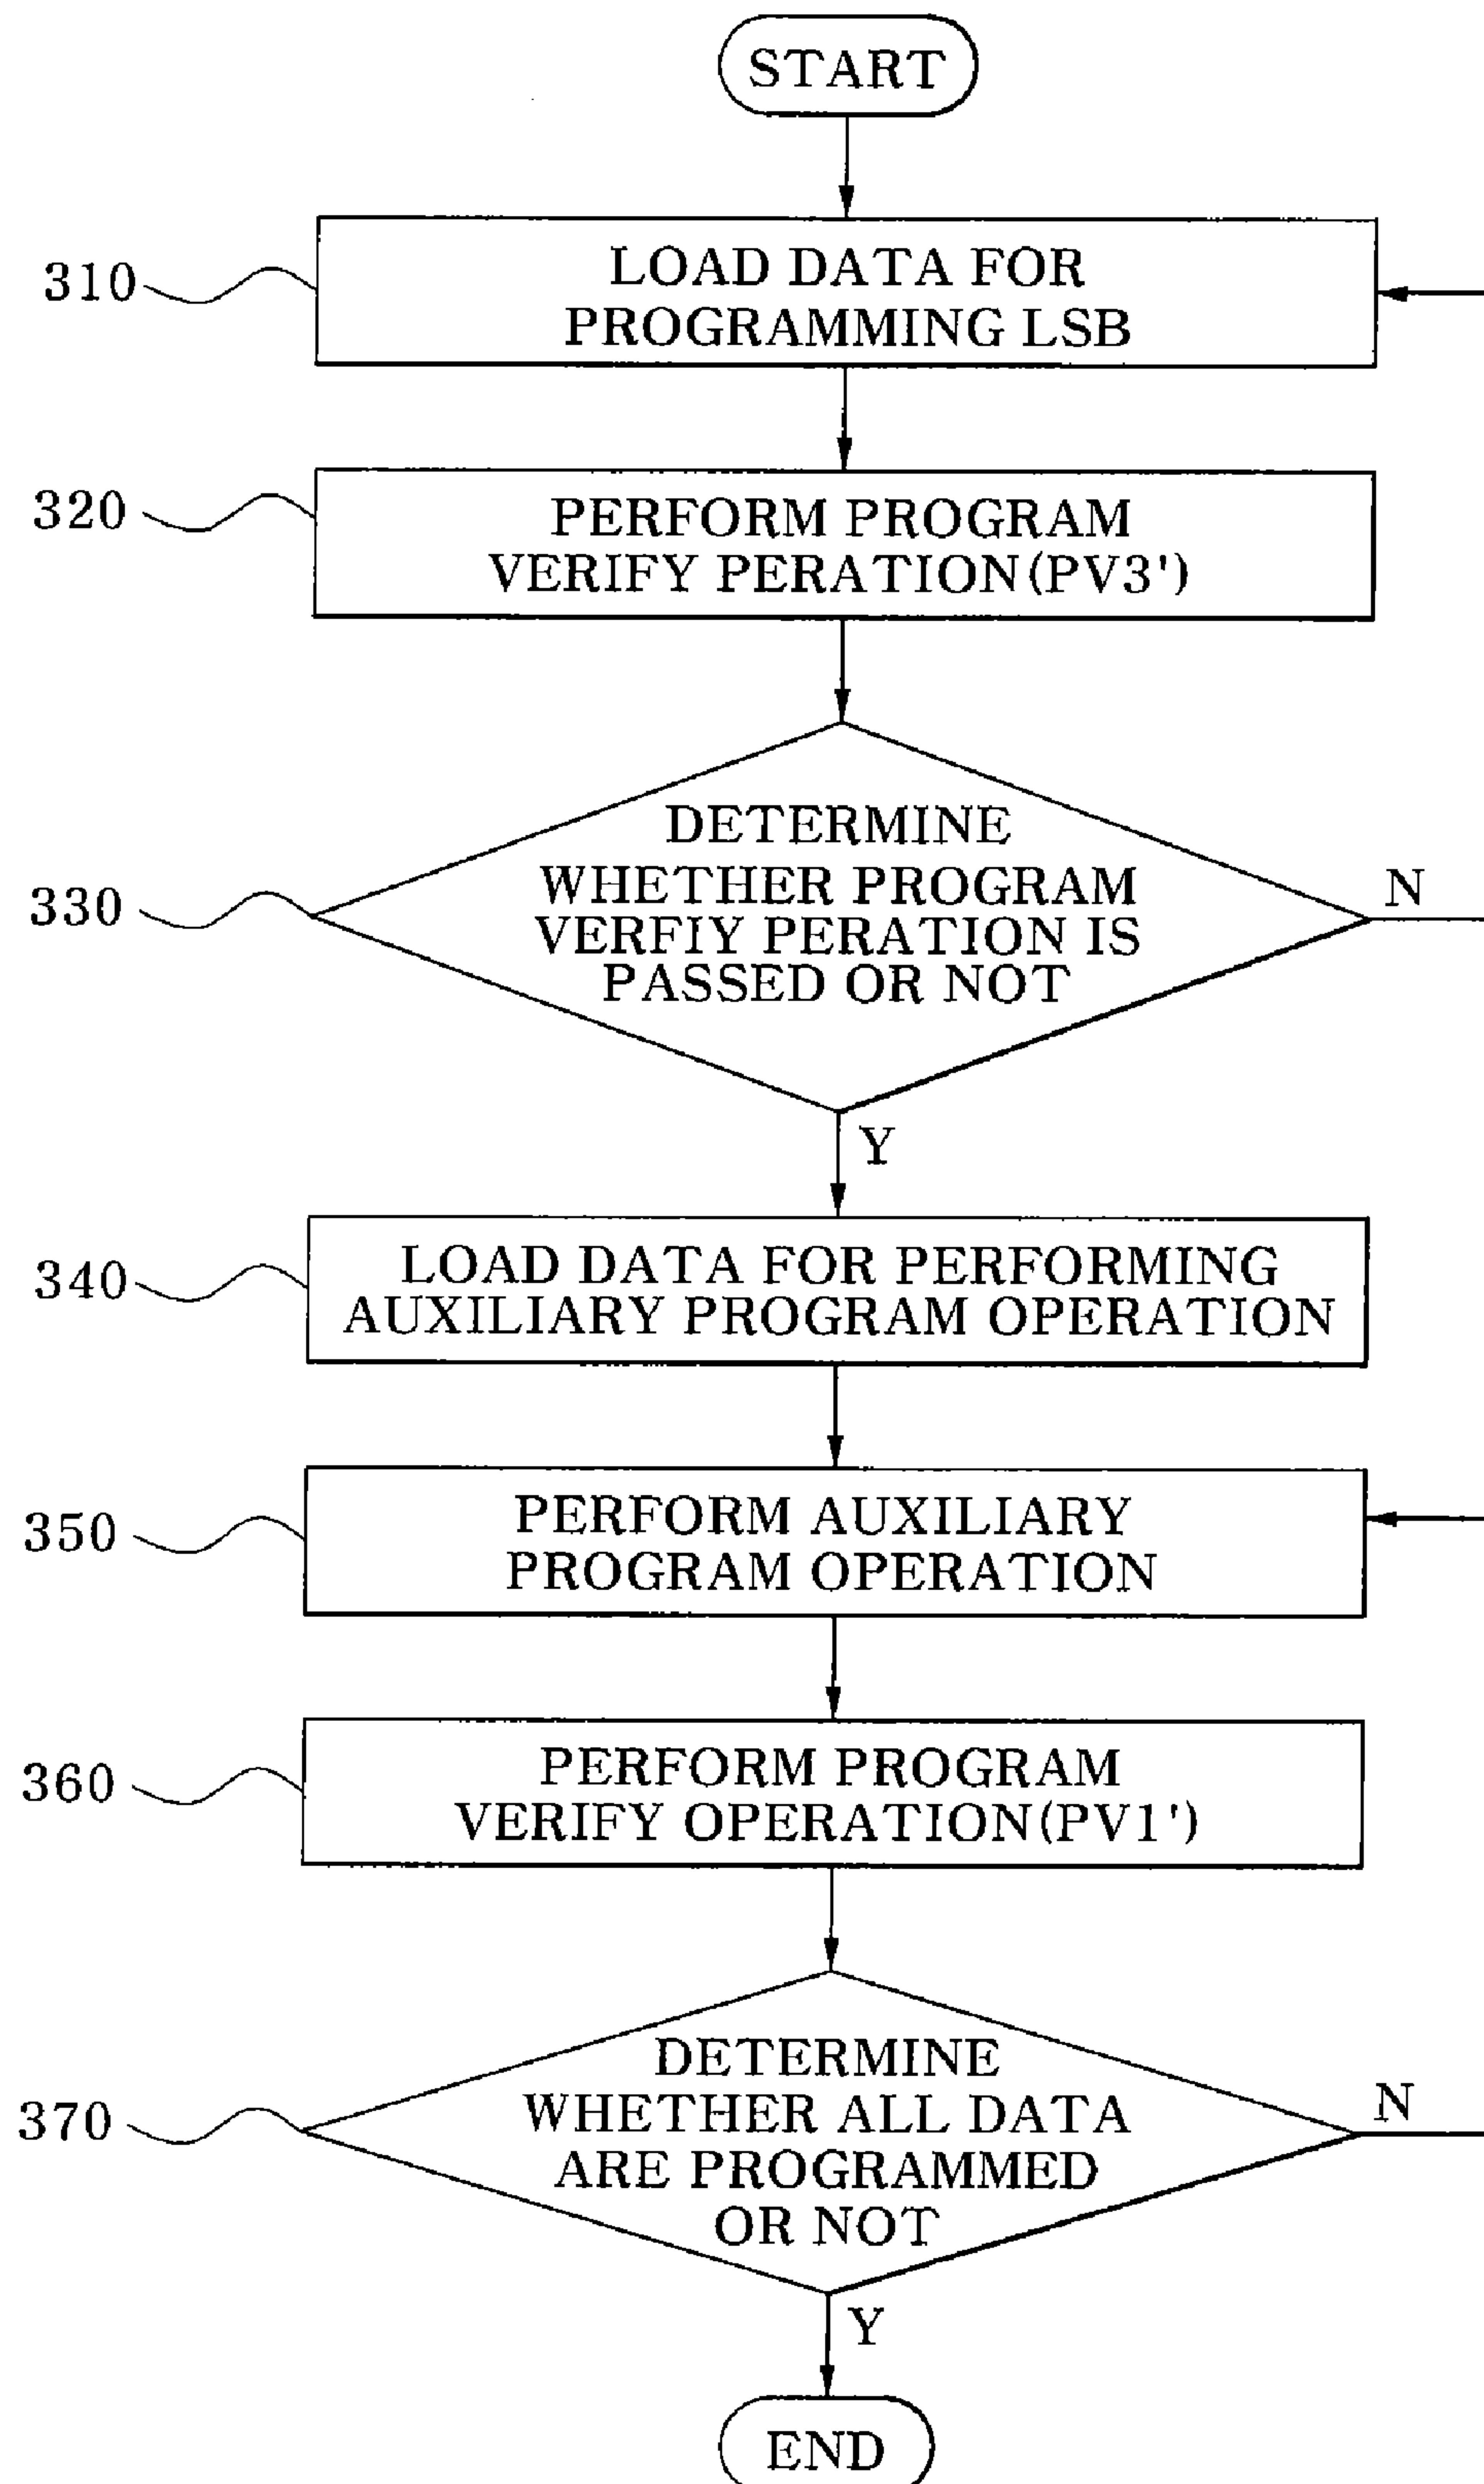 START
310
LOAD DATA FOR
PROGRAMMING LSB
320
PERFORM PROGRAM
VERIFY PERATION(PV3')
330
DETERMINE
WHETHER PROGRAM
VERFIY PERATION IS
PASSED OR NOT
N
Y
340
LOAD DATA FOR PERFORMING
AUXILIARY PROGRAM OPERATION
350
PERFORM AUXILIARY
PROGRAM OPERATION
360
PERFORM PROGRAM
VERIFY OPERATION(PV1')
370
DETERMINE
WHETHER ALL DATA
ARE PROGRAMMED
OR NOT
N
Y
END